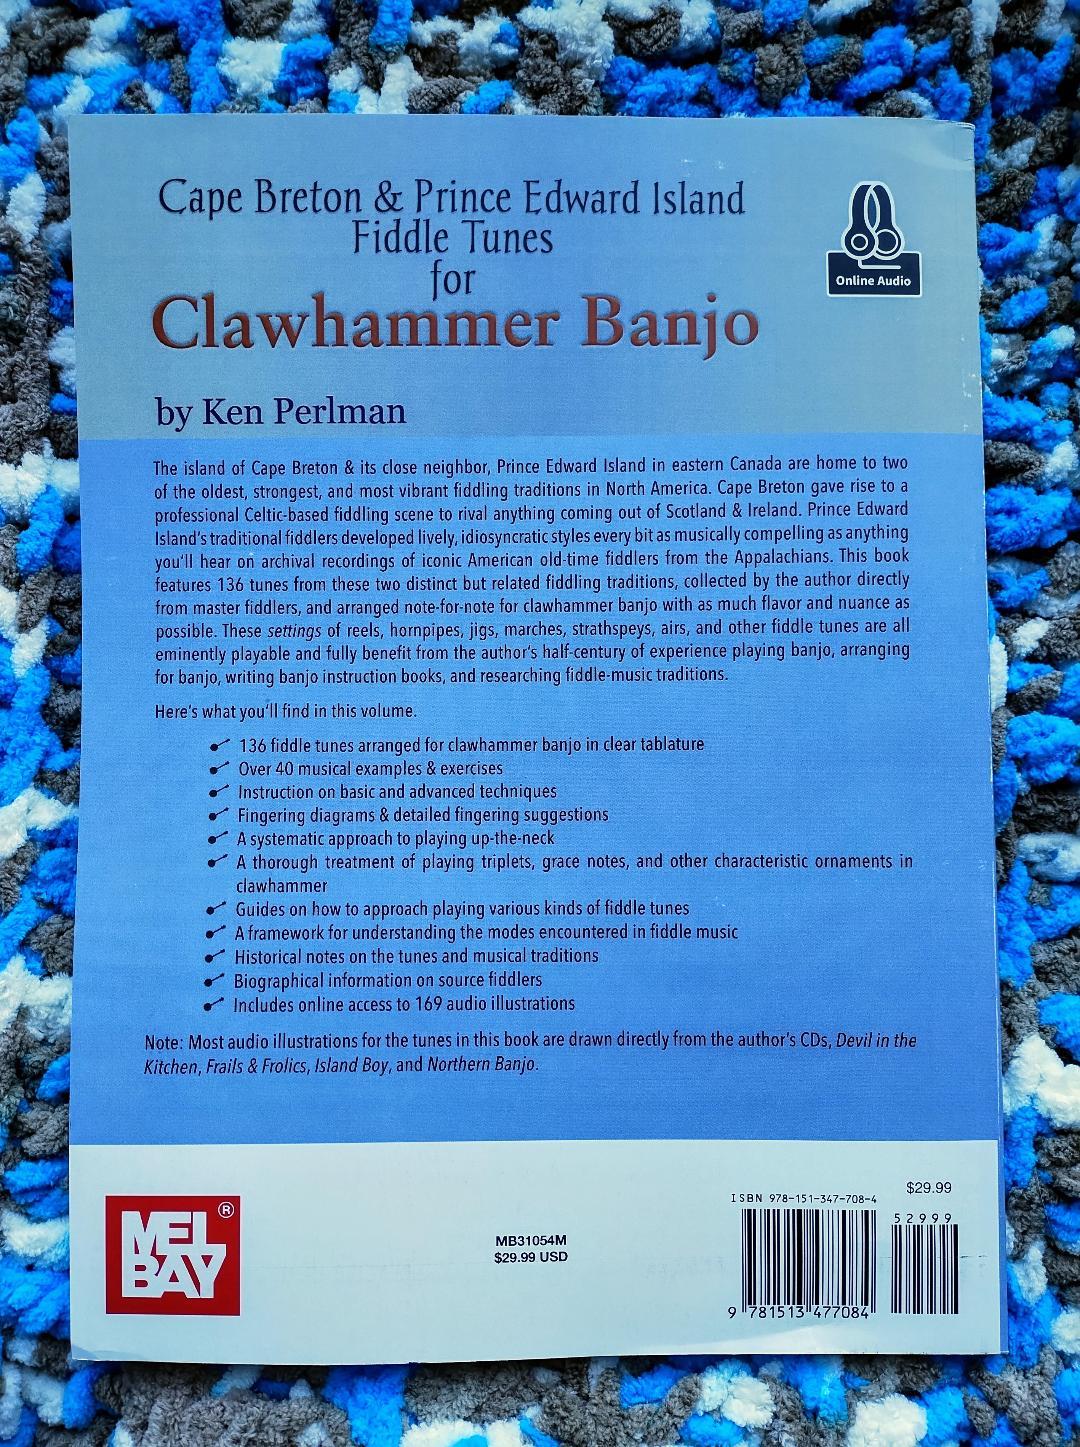 Cape Breton & Prince Edward Island
Fiddle Tunes
for
Clawhammer Banjo
by Ken Perlman
Online Audio
The island of Cape Breton & its close neighbor, Prince Edward Island in eastern Canada are home to two
of the oldest, strongest, and most vibrant fiddling traditions in North America. Cape Breton gave rise to a
professional Celtic-based fiddling scene to rival anything coming out of Scotland & Ireland. Prince Edward
Island's traditional fiddlers developed lively, idiosyncratic styles every bit as musically compelling as anything
you'll hear on archival recordings of iconic American old-time fiddlers from the Appalachians. This book
features 136 tunes from these two distinct but related fiddling traditions, collected by the author directly
from master fiddlers, and arranged note-for-note for clawhammer banjo with as much flavor and nuance as
possible. These settings of reels, hornpipes, jigs, marches, strathspeys, airs, and other fiddle tunes are all
eminently playable and fully benefit from the author's half-century of experience playing banjo, arranging
for banjo, writing banjo instruction books, and researching fiddle-music traditions.
Here's what you'll find in this volume.
136 fiddle tunes arranged for clawhammer banjo in clear tablature
Over 40 musical examples & exercises
Instruction on basic and advanced techniques
Fingering diagrams & detailed fingering suggestions
A systematic approach to playing up-the-neck
A thorough treatment of playing triplets, grace notes, and other characteristic ornaments in
clawhammer
Guides on how to approach playing various kinds of fiddle tunes
A framework for understanding the modes encountered in fiddle music
Historical notes on the tunes and musical traditions
Biographical information on source fiddlers
Includes online access to 169 audio illustrations
Note: Most audio illustrations for the tunes in this book are drawn directly from the author's CDs, Devil in the
Kitchen, Frails & Frolics, Island Boy, and Northern Banjo.
MEL
BAY
®
MB31054M
$29.99 USD
ISBN 978-151-347-708-4
$29.99
52999
9 781513 477084